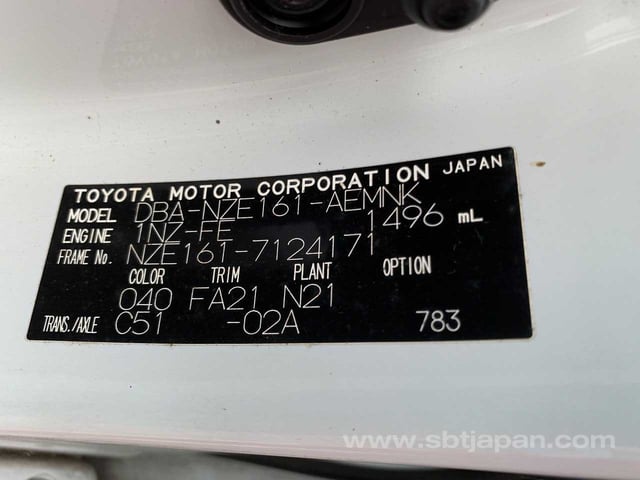 TOYOTA MOTOR CORPORATION JAPAN
MODEL DBA-NZE161-AEMNK
ENGINE 1NZ-FE 1496 mL
FRAME No. NZE161-7124171
COLOR TRIM PLANT OPTION
040 FA21 N21
TRANS./AXLE C51 -02A 783
www.sbtjapan.com